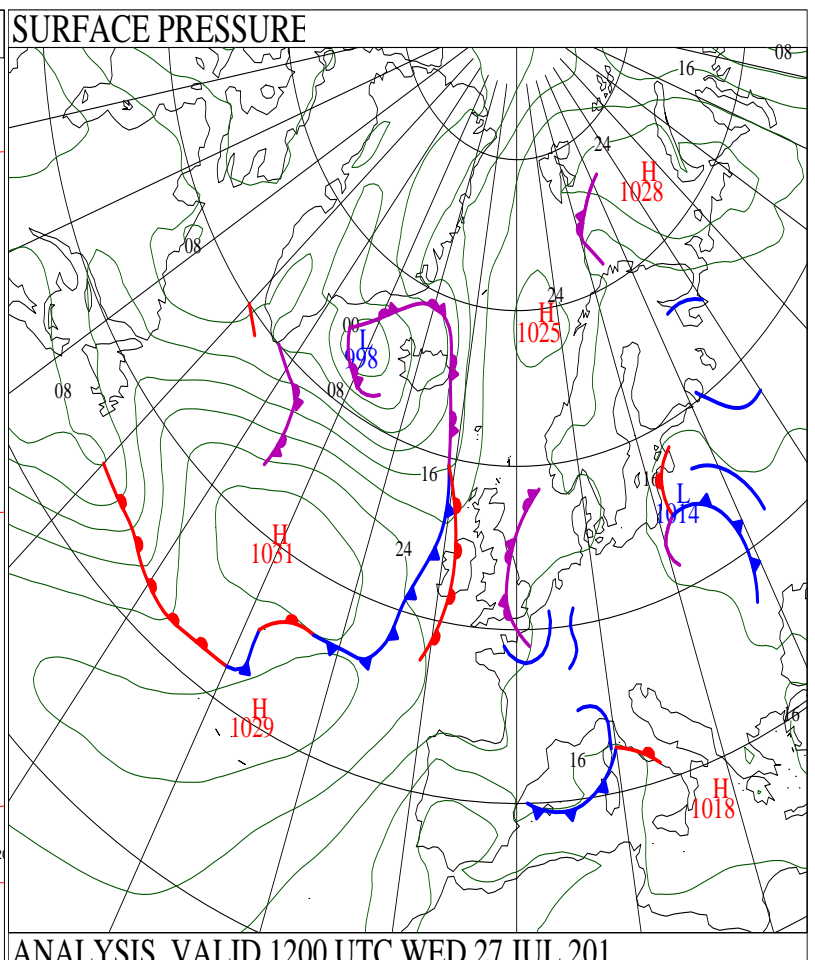 SURFACE PRESSURE
08
16
24
H
1028
08
24
H
1025
00
L
998
08
08
16
16
L
1014
H
1031
24
H
1029
16
16
H
1018
ANALYSIS VALID 1200 UTC WED 27 JUL 201